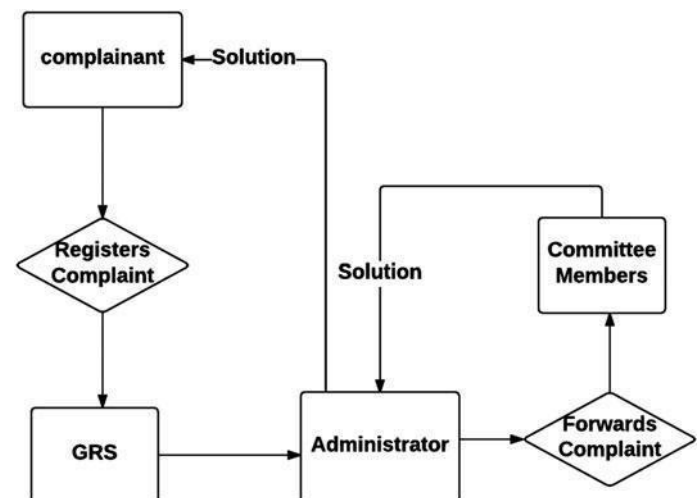 complainant
Solution
Registers
Complaint
Committee
Members
Solution
GRS
Administrator
Forwards
Complaint